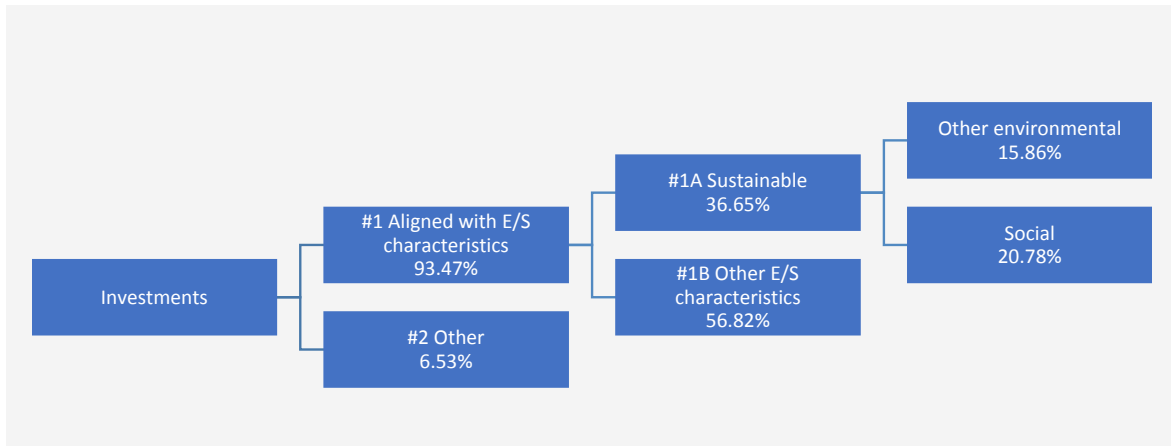 Investments
#1 Aligned with E/S
characteristics
93.47%
#2 Other
6.53%
#1A Sustainable
36.65%
#1B Other E/S
characteristics
56.82%
Other environmental
15.86%
Social
20.78%